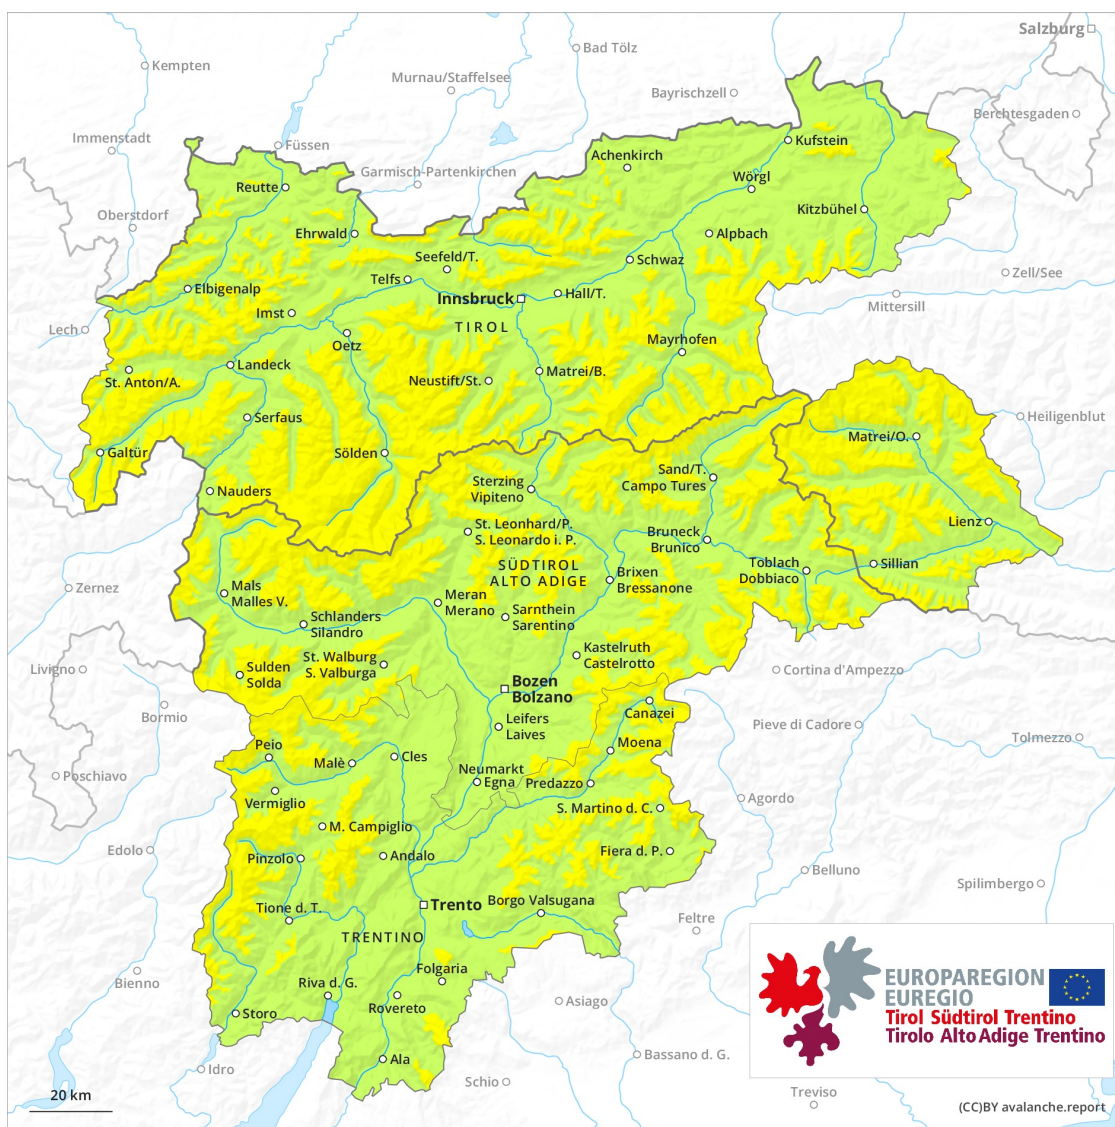 Salzburg
Bad Tölz
Kempten
Murnau/Staffelsee
Bayrischzell
Berchtesgaden
Immenstadt
Füssen
Kufstein
Achenkirch
Garmisch-Partenkirchen
Wörgl
Reutte
Oberstdorf
Kitzbühel
Ehrwald
Alpbach
Seefeld/T.
Schwaz
Zell/See
Telfs
Elbigenalp
Hall/T.
Innsbruck
Mittersill
Imst
TIROL
Lech
Oetz
Mayrhofen
Landeck
St. Anton/A.
Matrei/B.
Neustift/St.
Serfaus
Heiligenblut
Matrei/O.
Galtür
Sölden
Sand/T.
Campo Tures
Sterzing
Vipiteno
Nauders
Lienz
St. Leonhard/P.
S. Leonardo i. P.
Bruneck
Brunico
SÜDTIROL
ALTO ADIGE
Toblach
Dobbiaco
Sillian
Brixen
Bressanone
Zernez
Mals
Malles V.
Meran
Merano
Sarnthein
Sarentino
Schlanders
Silandro
Kastelruth
Castelrotto
St. Walburg
S. Valburga
Livigno
Sulden
Solda
Cortina d'Ampezzo
Bozen
Bolzano
Bormio
Canazei
Leifers
Laives
Pieve di Cadore
Tolmezzo
Peio
Moena
Cles
Malè
Poschiavo
Neumarkt
Egna
Predazzo
Vermiglio
Agordo
S. Martino d. C.
M. Campiglio
Edolo
Pinzolo
Andalo
Fiera d. P.
Belluno
Spilimbergo
Borgo Valsugana
Trento
Tione d. T.
Feltre
TRENTINO
Bienno
Folgaria
Riva d. G.
EUROPAREGION
EUREGIO
Tirol Südtirol Trentino
Tirolo Alto Adige Trentino
Asiago
Rovereto
Storo
Ala
Bassano d. G.
Idro
Schio
Treviso
20 km
(CC)BY avalanche.report